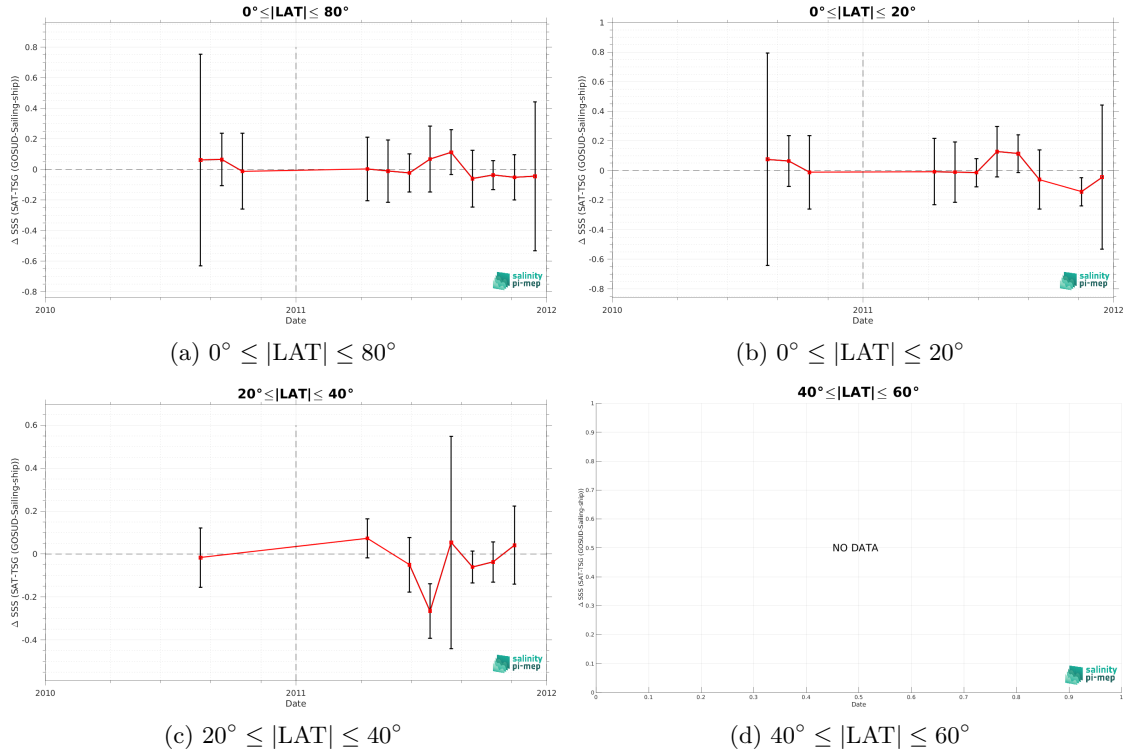 0°≤|LAT|≤ 80°
0.8
0.6
0.4
0.2
0
-0.2
-0.4
-0.6
-0.8
Δ SSS (SAT-TSG (GOSUD-Sailing-ship))
2010
2011
2012
Date
salinity
pi-mep
(a) 0° ≤ |LAT| ≤ 80°
0°≤|LAT|≤ 20°
1
0.8
0.6
0.4
0.2
0
-0.2
-0.4
-0.6
-0.8
Δ SSS (SAT-TSG (GOSUD-Sailing-ship))
2010
2011
2012
Date
salinity
pi-mep
(b) 0° ≤ |LAT| ≤ 20°
20°≤|LAT|≤ 40°
0.6
0.4
0.2
0
-0.2
-0.4
Δ SSS (SAT-TSG (GOSUD-Sailing-ship))
2010
2011
2012
Date
salinity
pi-mep
(c) 20° ≤ |LAT| ≤ 40°
40°≤|LAT|≤ 60°
1
0.9
0.8
0.7
0.6
0.5
0.4
0.3
0.2
0.1
0
Δ SSS (SAT-TSG (GOSUD-Sailing-ship))
NO DATA
0 0.1 0.2 0.3 0.4 0.5 0.6 0.7 0.8 0.9 1
Date
salinity
pi-mep
(d) 40° ≤ |LAT| ≤ 60°